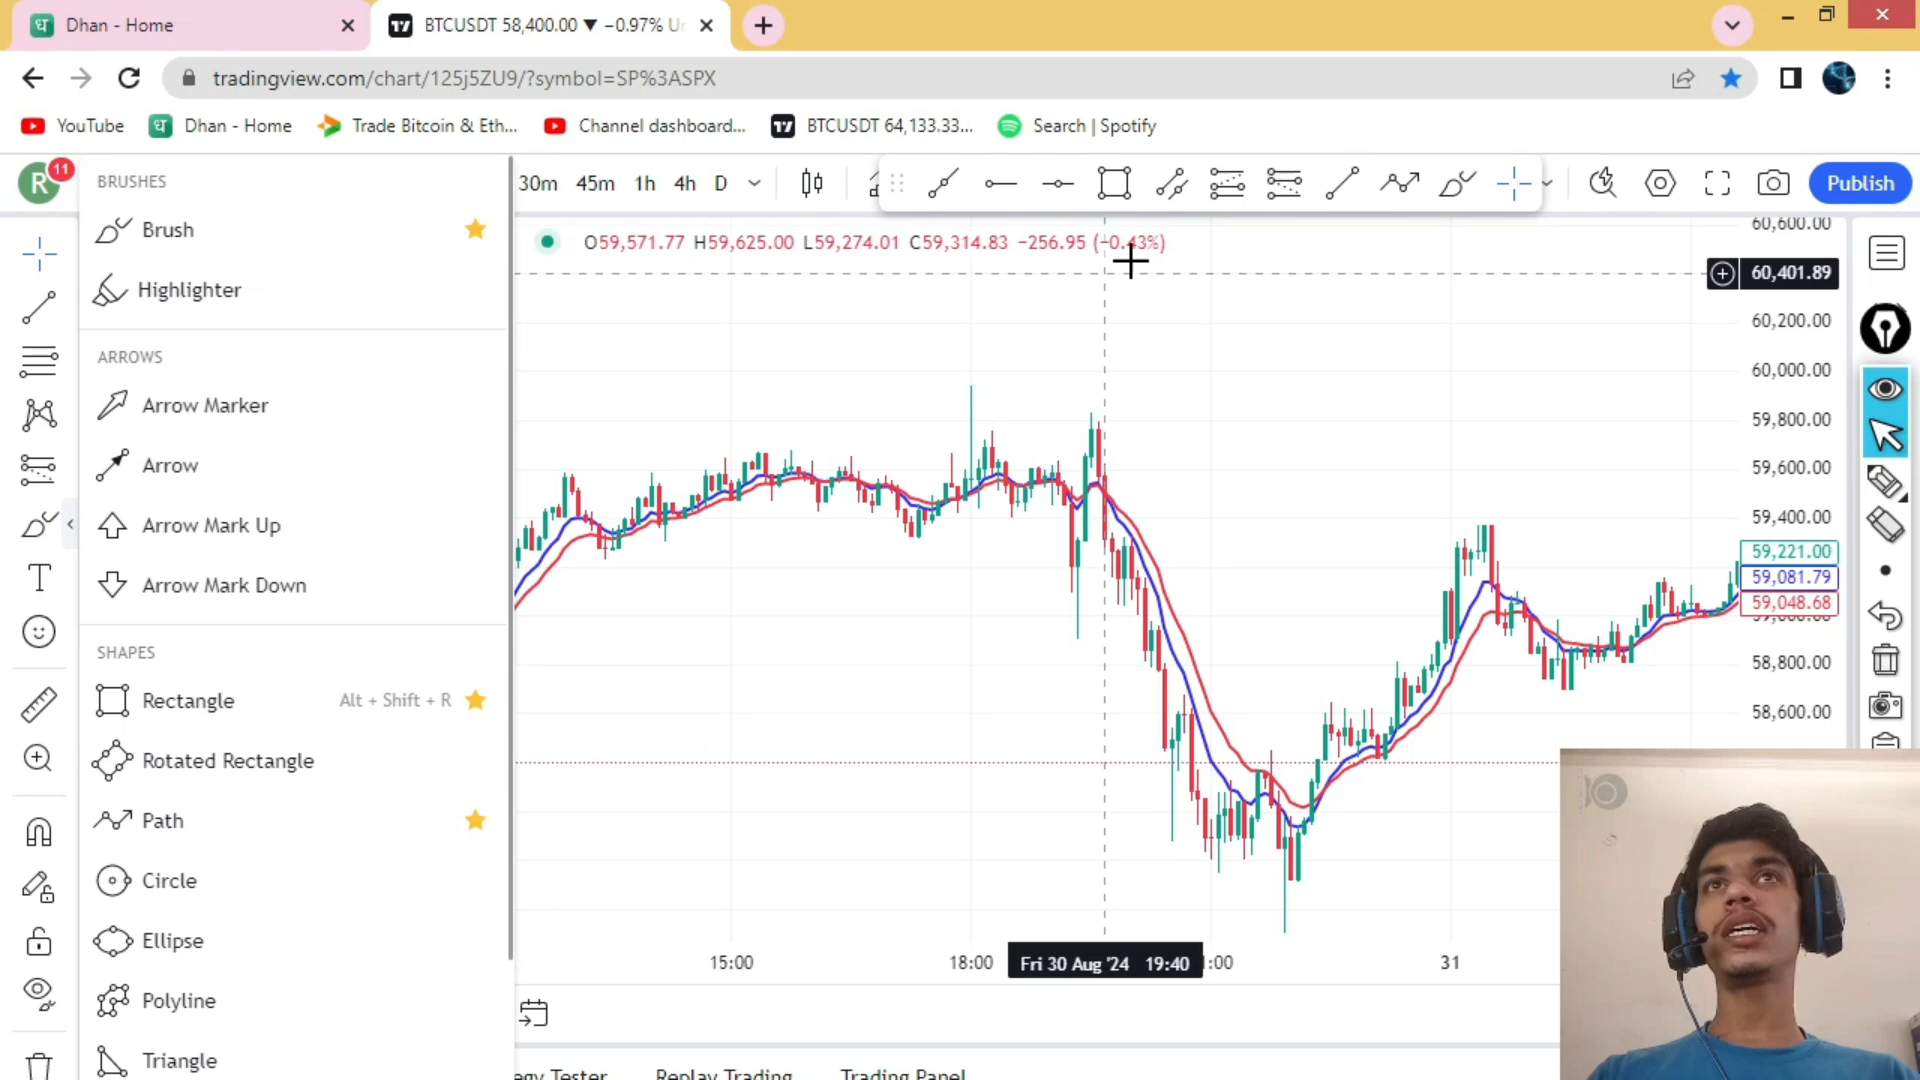 Dhan - Home
BTCUSDT 58,400.00 ▼ −0.97% Ur
tradingview.com/chart/125j5ZU9/?symbol=SP%3ASPX
YouTube
Dhan - Home
Trade Bitcoin & Eth...
Channel dashboard...
BTCUSDT 64,133.33...
Search | Spotify
R
11
30m 45m 1h 4h D
Publish
BRUSHES
Brush
Highlighter
ARROWS
Arrow Marker
Arrow
Arrow Mark Up
Arrow Mark Down
SHAPES
Rectangle Alt + Shift + R
Rotated Rectangle
Path
Circle
Ellipse
Polyline
Triangle
O59,571.77 H59,625.00 L59,274.01 C59,314.83 −256.95 (−0.43%)
60,600.00
60,401.89
60,200.00
60,000.00
59,800.00
59,600.00
59,400.00
59,221.00
59,081.79
59,048.68
58,800.00
58,600.00
15:00
18:00
Fri 30 Aug '24 19:40
:00
31
Tester
Replay Trading
Trading Panel